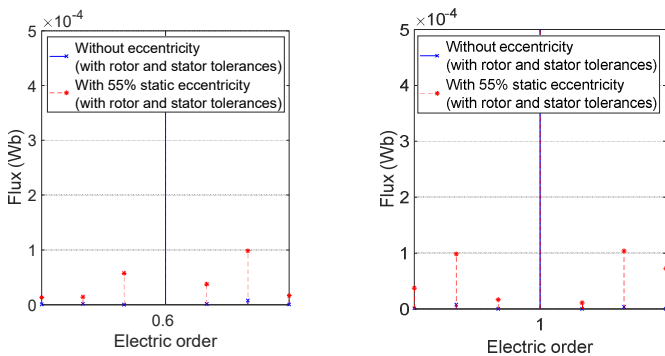 ×10⁻⁴
5
4
3
2
1
0
Flux (Wb)
Without eccentricity
(with rotor and stator tolerances)
With 55% static eccentricity
(with rotor and stator tolerances)
0.6
Electric order
×10⁻⁴
5
4
3
2
1
0
Flux (Wb)
Without eccentricity
(with rotor and stator tolerances)
With 55% static eccentricity
(with rotor and stator tolerances)
1
Electric order